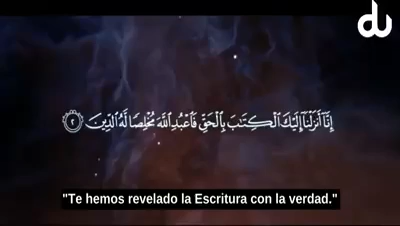 إِنَّا أَنزَلْنَا إِلَيْكَ الْكِتَابَ بِالْحَقِّ فَاعْبُدِ اللَّهَ مُخْلِصًا لَّهُ الدِّينَ ٢
"Te hemos revelado la Escritura con la verdad."